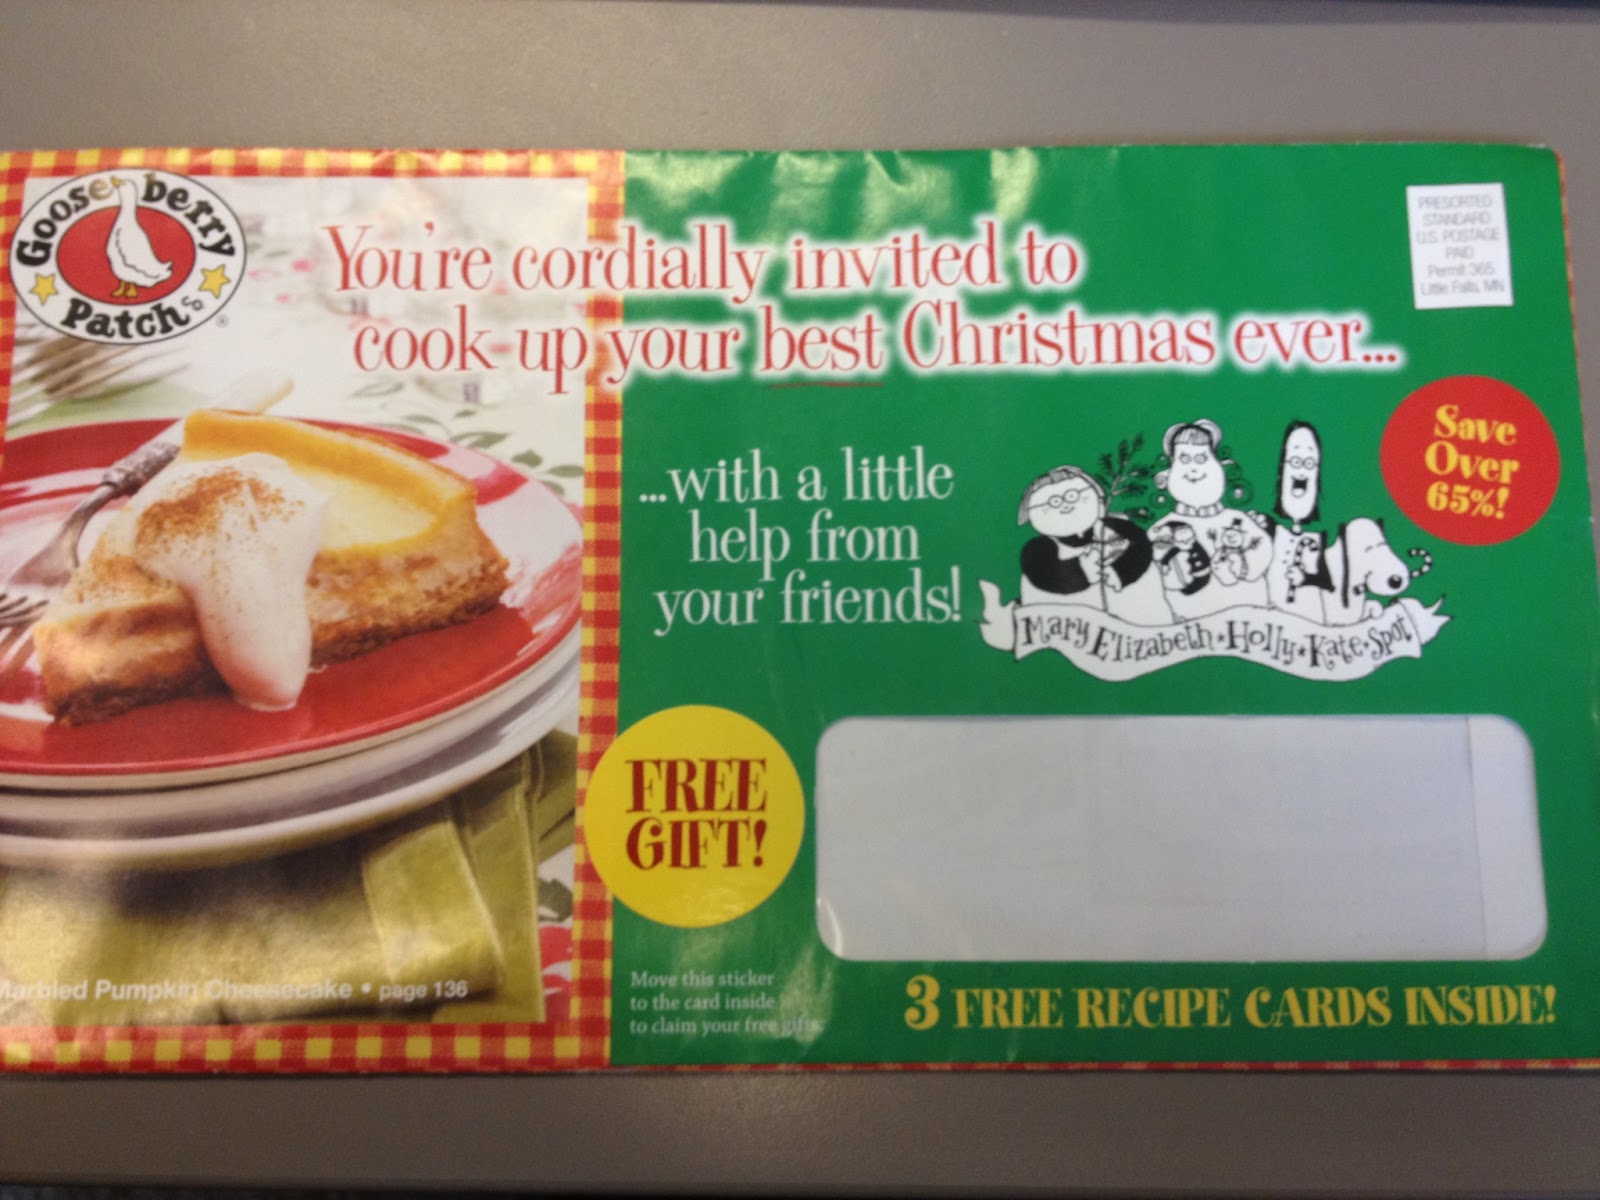 Gooseberry
Patch Co
®
You're cordially invited to
cook up your best Christmas ever...
PRESORTED
STANDARD
U.S. POSTAGE
PAID
Permit 365
Little Falls, MN
Save
Over
65%!
...with a little
help from
your friends!
Mary Elizabeth • Holly • Kate • Spot
FREE
GIFT!
Move this sticker
to the card inside
to claim your free gifts.
Marbled Pumpkin Cheesecake • page 136
3 FREE RECIPE CARDS INSIDE!